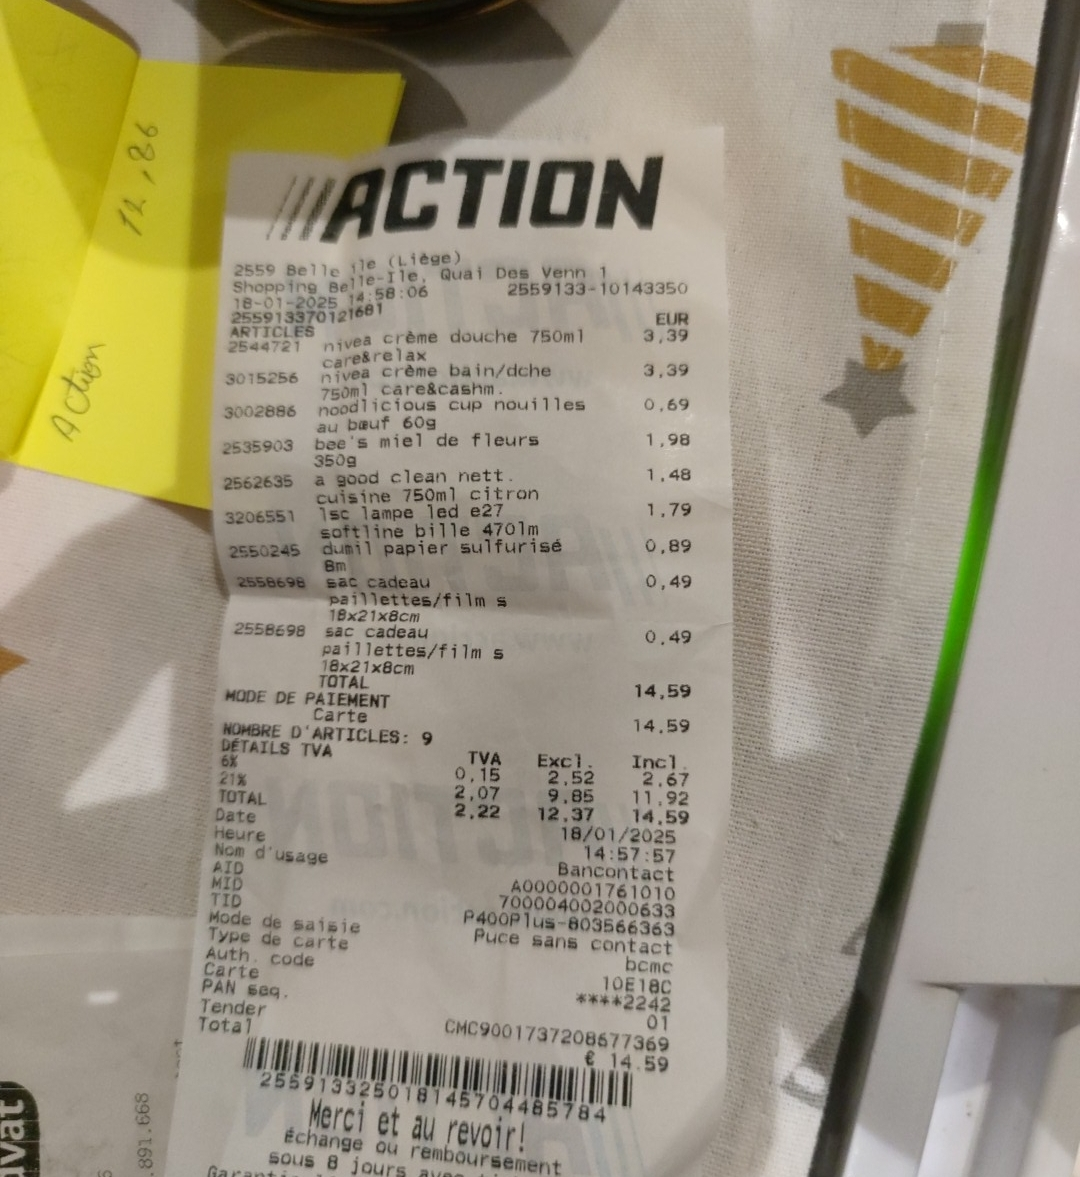 12,86
Action
ACTION
2559 Belle ile (Liège)
Shopping Belle-Ile, Quai Des Venn 1
18-01-2025 14:58:06 2559133-10143350
255913370121681
ARTICLES EUR
2544721 nivea crème douche 750ml 3,39
care&relax
3015256 nivea crème bain/dche 3,39
750ml care&cashm.
3002886 noodlicious cup nouilles 0,69
au bœuf 60g
2535903 bee's miel de fleurs 1,98
350g
2562635 a good clean nett. 1,48
cuisine 750ml citron
3206551 lsc lampe led e27 1,79
softline bille 470lm
2550245 dumil papier sulfurisé 0,89
8m
2558698 sac cadeau 0,49
paillettes/film s
18x21x8cm
2558698 sac cadeau 0,49
paillettes/film s
18x21x8cm
TOTAL 14,59
MODE DE PAIEMENT
Carte 14,59
NOMBRE D'ARTICLES: 9
DÉTAILS TVA
TVA Excl. Incl.
6% 0,15 2,52 2,67
21% 2,07 9,85 11,92
TOTAL 2,22 12,37 14,59
Date 18/01/2025
Heure 14:57:57
Nom d'usage Bancontact
AID A0000001761010
MID 700004002000633
TID P400Plus-803566363
Mode de saisie Puce sans contact
Type de carte bcmc
Auth. code 10E18C
Carte ****2242
PAN seq. 01
Tender CMC9001737208677369
Total € 14.59
255913325018145704485784
Merci et au revoir!
Échange ou remboursement
sous 8 jours
891.668